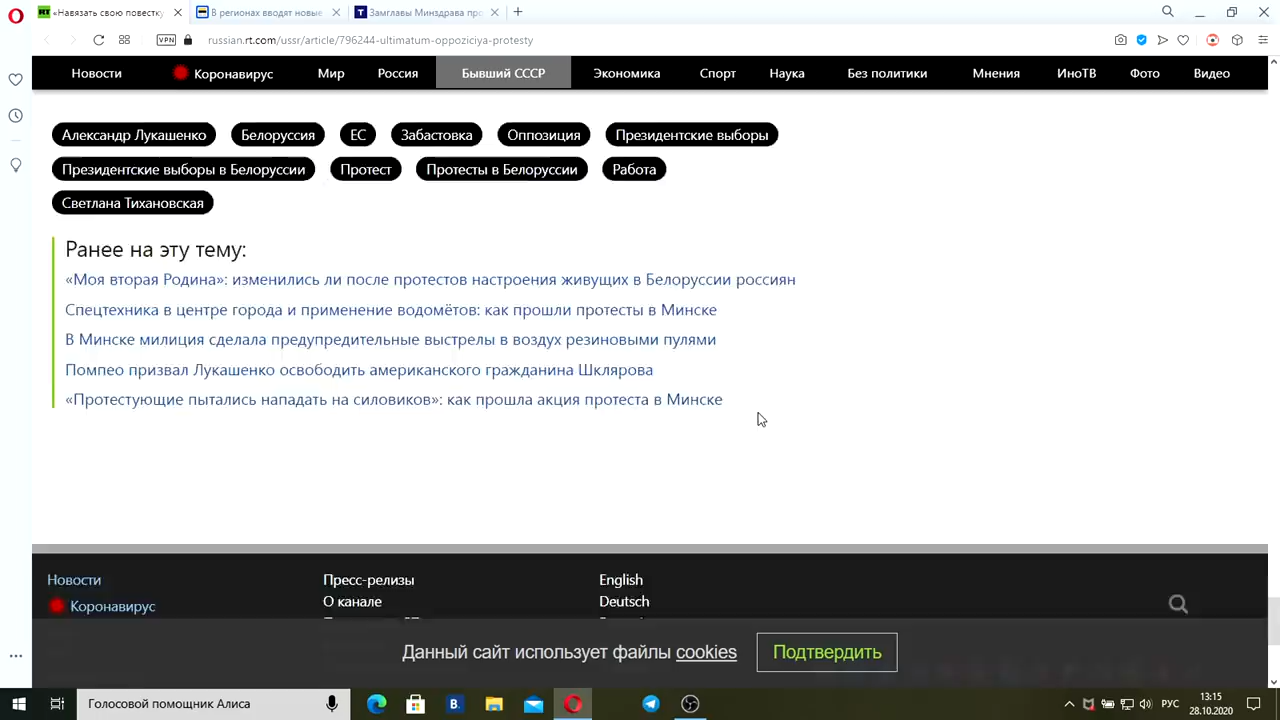 «Навязать свою повестку
В регионах вводят новые
Замглавы Минздрава про
VPN
russian.rt.com/ussr/article/796244-ultimatum-oppoziciya-protesty
Новости Коронавирус Мир Россия Бывший СССР Экономика Спорт Наука Без политики Мнения ИноТВ Фото Видео
Александр Лукашенко Белоруссия ЕС Забастовка Оппозиция Президентские выборы
Президентские выборы в Белоруссии Протест Протесты в Белоруссии Работа
Светлана Тихановская
Ранее на эту тему:
«Моя вторая Родина»: изменились ли после протестов настроения живущих в Белоруссии россиян
Спецтехника в центре города и применение водомётов: как прошли протесты в Минске
В Минске милиция сделала предупредительные выстрелы в воздух резиновыми пулями
Помпео призвал Лукашенко освободить американского гражданина Шклярова
«Протестующие пытались нападать на силовиков»: как прошла акция протеста в Минске
Новости Пресс-релизы English
Коронавирус О канале Deutsch
Данный сайт использует файлы cookies Подтвердить
Голосовой помощник Алиса
РУС
13:15
28.10.2020